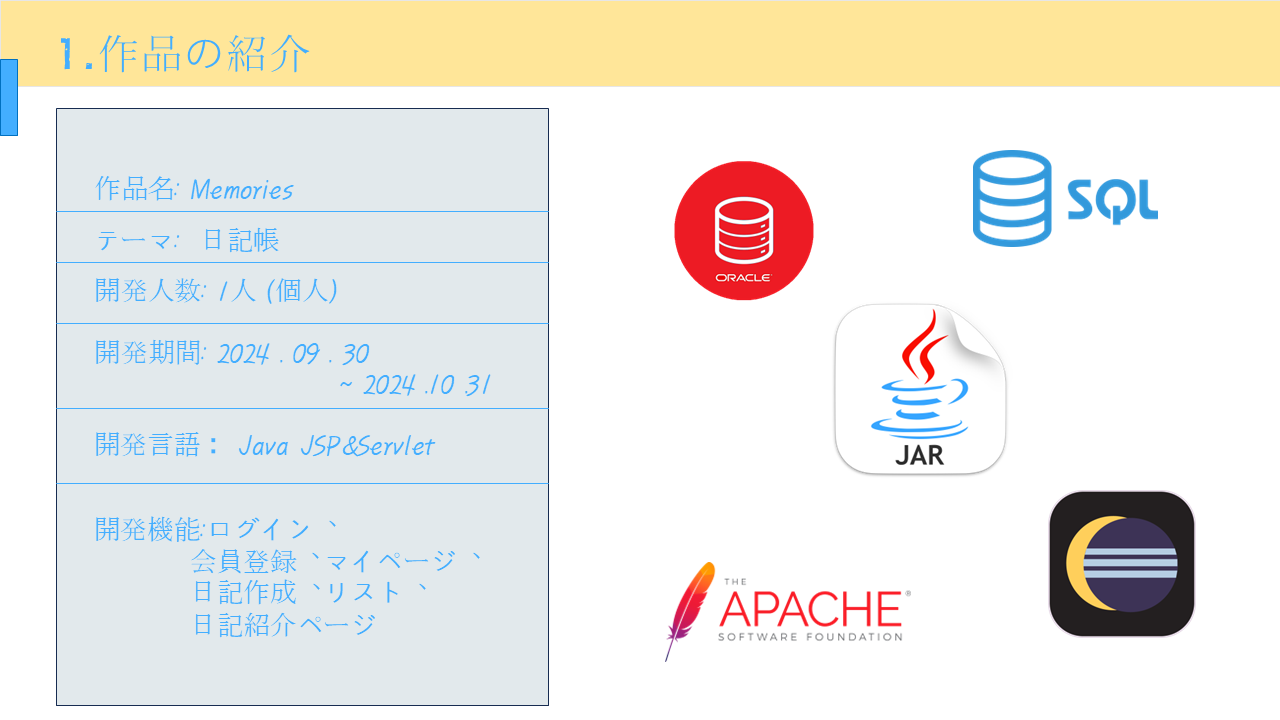 1.作品の紹介
作品名: Memories
テーマ: 日記帳
開発人数: 1人 (個人)
開発期間: 2024 . 09 . 30
~ 2024 .10 .31
開発言語： Java JSP&Servlet
開発機能:ログイン 、
会員登録 、マイページ 、
日記作成 、リスト 、
日記紹介ページ
ORACLE
SQL
JAR
THE
APACHE®
SOFTWARE FOUNDATION